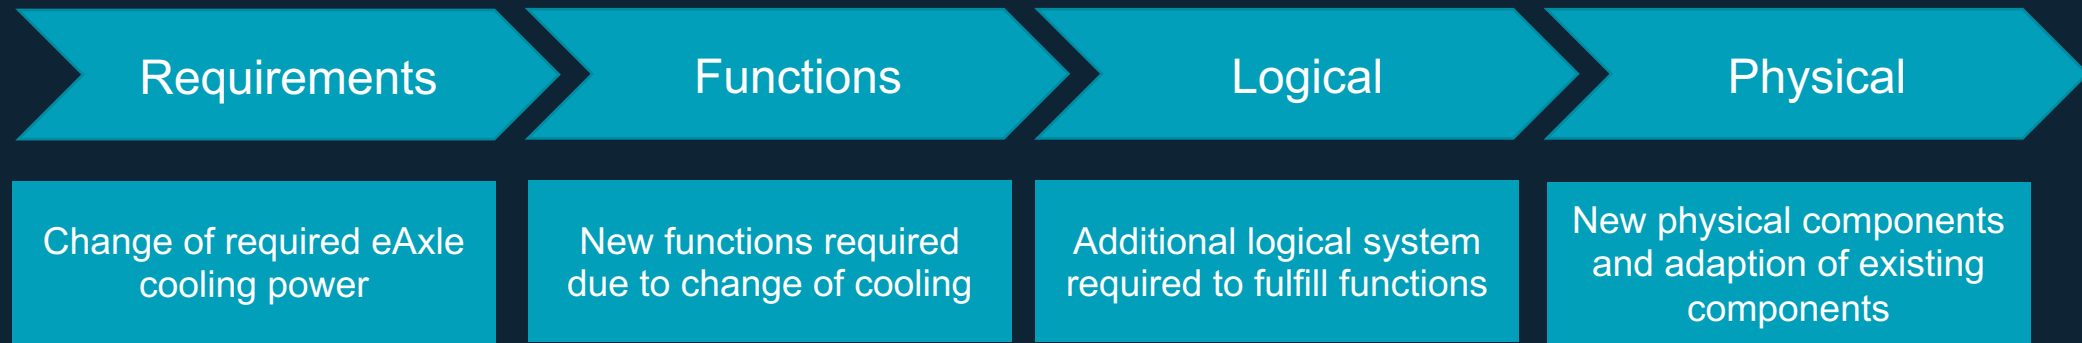 Requirements
Functions
Logical
Physical
Change of required eAxle
cooling power
New functions required
due to change of cooling
Additional logical system
required to fulfill functions
New physical components
and adaption of existing
components